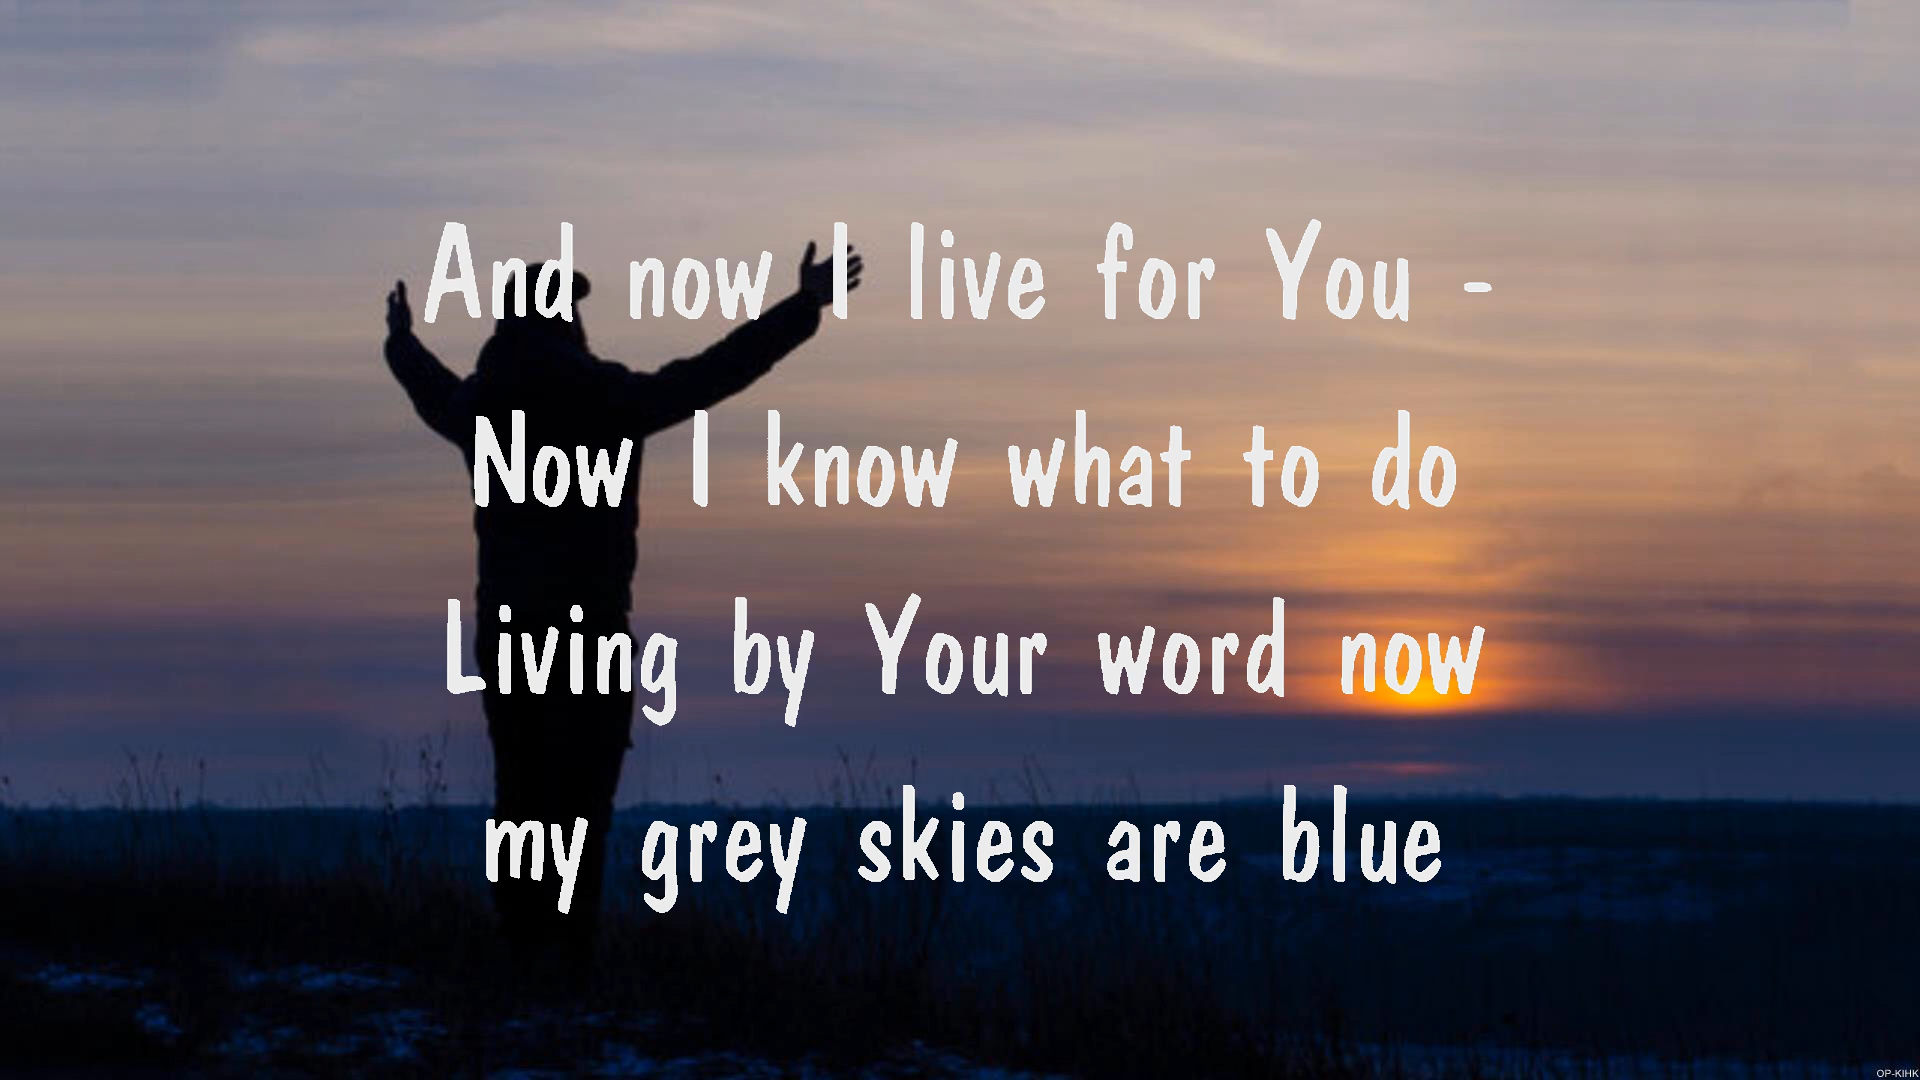 And now I live for You -
Now I know what to do
Living by Your word now
my grey skies are blue
OP-KIHK